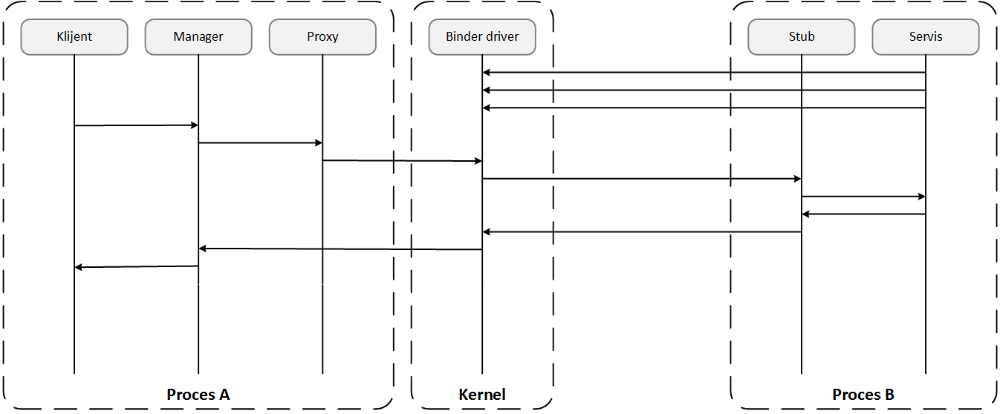 Klijent
Manager
Proxy
Binder driver
Stub
Servis
Proces A
Kernel
Proces B